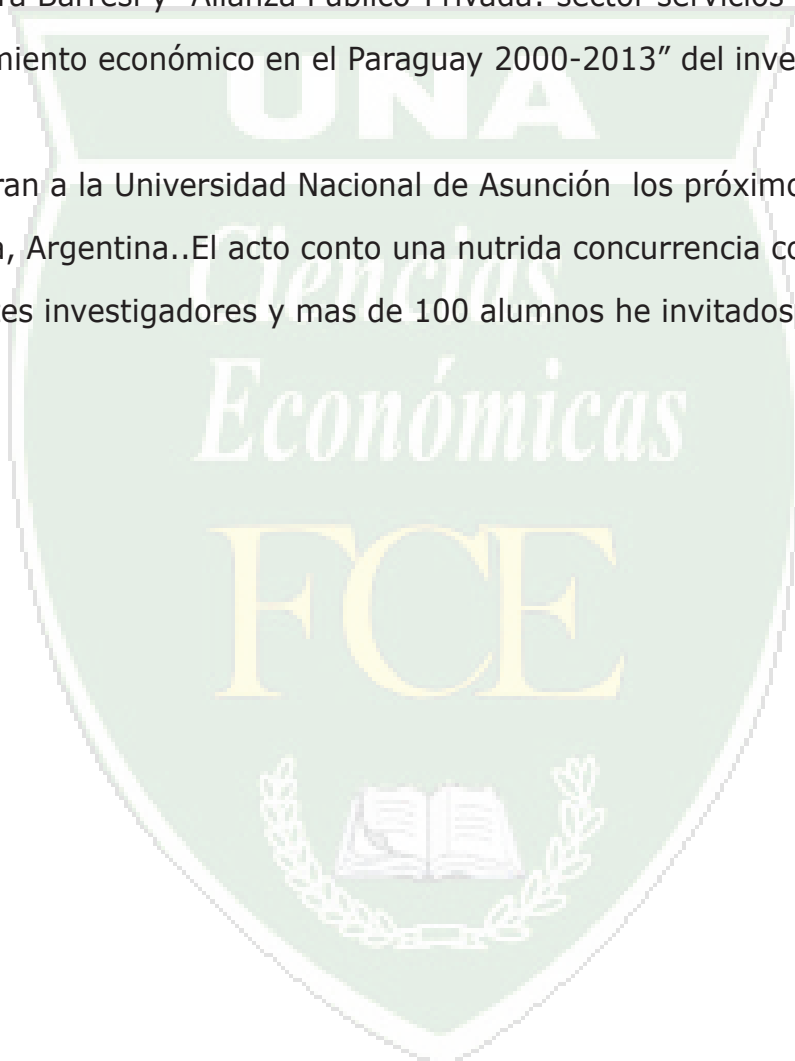 ra Barresi y “Alianza Público-Privada: sector servicios
miento económico en el Paraguay 2000-2013” del inve
UNA
ran a la Universidad Nacional de Asunción los próximo
a, Argentina..El acto conto una nutrida concurrencia co
Ciencias
tes investigadores y mas de 100 alumnos he invitados
Económicas
FCE